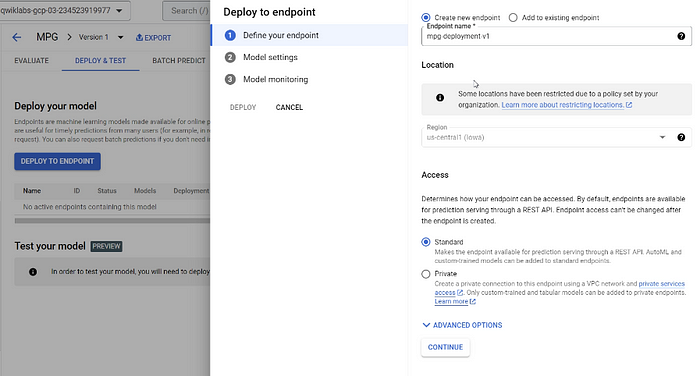 qwiklabs-gcp-03-234523919977
Search (/)
MPG
Version 1
EXPORT
EVALUATE
DEPLOY & TEST
BATCH PREDICT
Deploy your model
Endpoints are machine learning models made available for online p
are useful for timely predictions from many users (for example, in r
request). You can also request batch predictions if you don't need i
DEPLOY TO ENDPOINT
Name
ID
Status
Models
Deployment
No active endpoints containing this model
Test your model PREVIEW
In order to test your model, you will need to deploy
Deploy to endpoint
1 Define your endpoint
2 Model settings
3 Model monitoring
DEPLOY
CANCEL
Create new endpoint
Add to existing endpoint
Endpoint name *
mpg-deployment-v1
Location
Some locations have been restricted due to a policy set by your
organization. Learn more about restricting locations.
Region
us-central1 (Iowa)
Access
Determines how your endpoint can be accessed. By default, endpoints are available
for prediction serving through a REST API. Endpoint access can't be changed after
the endpoint is created.
Standard
Makes the endpoint available for prediction serving through a REST API. AutoML and
custom-trained models can be added to standard endpoints.
Private
Create a private connection to this endpoint using a VPC network and private services
access. Only custom-trained and tabular models can be added to private endpoints.
Learn more
ADVANCED OPTIONS
CONTINUE